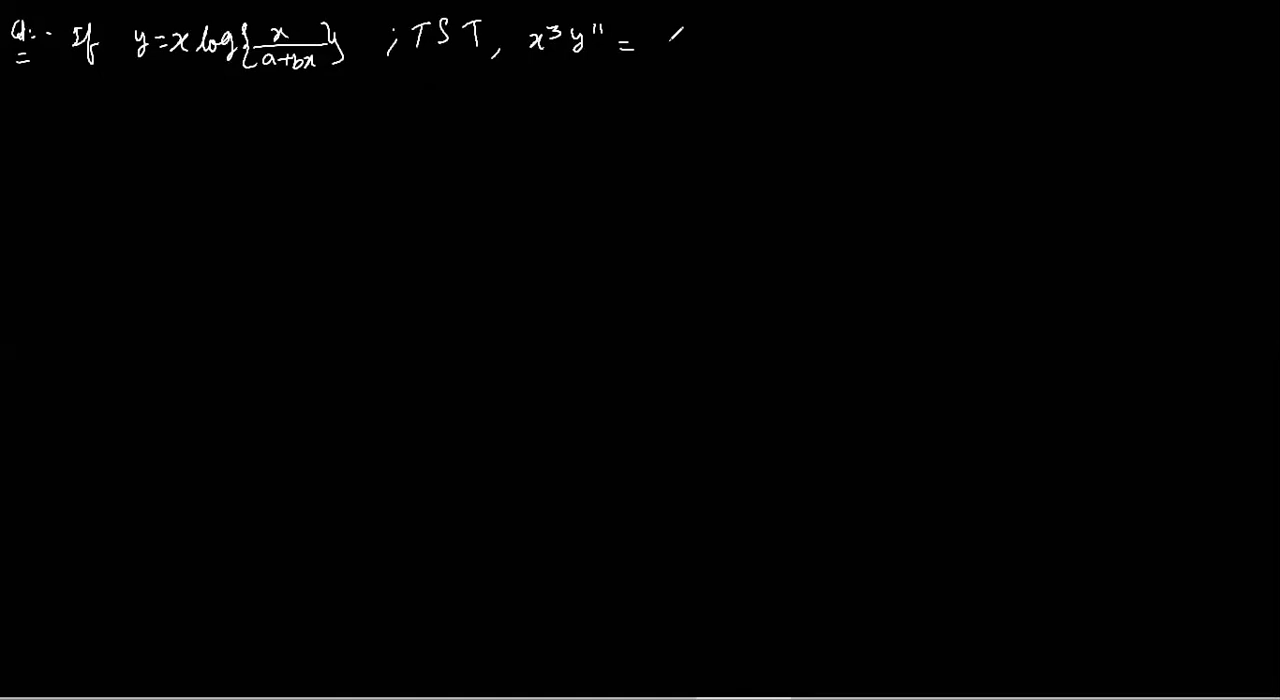 Q:- If y = x log{x/(a+bx)} ; TST, x³y'' =